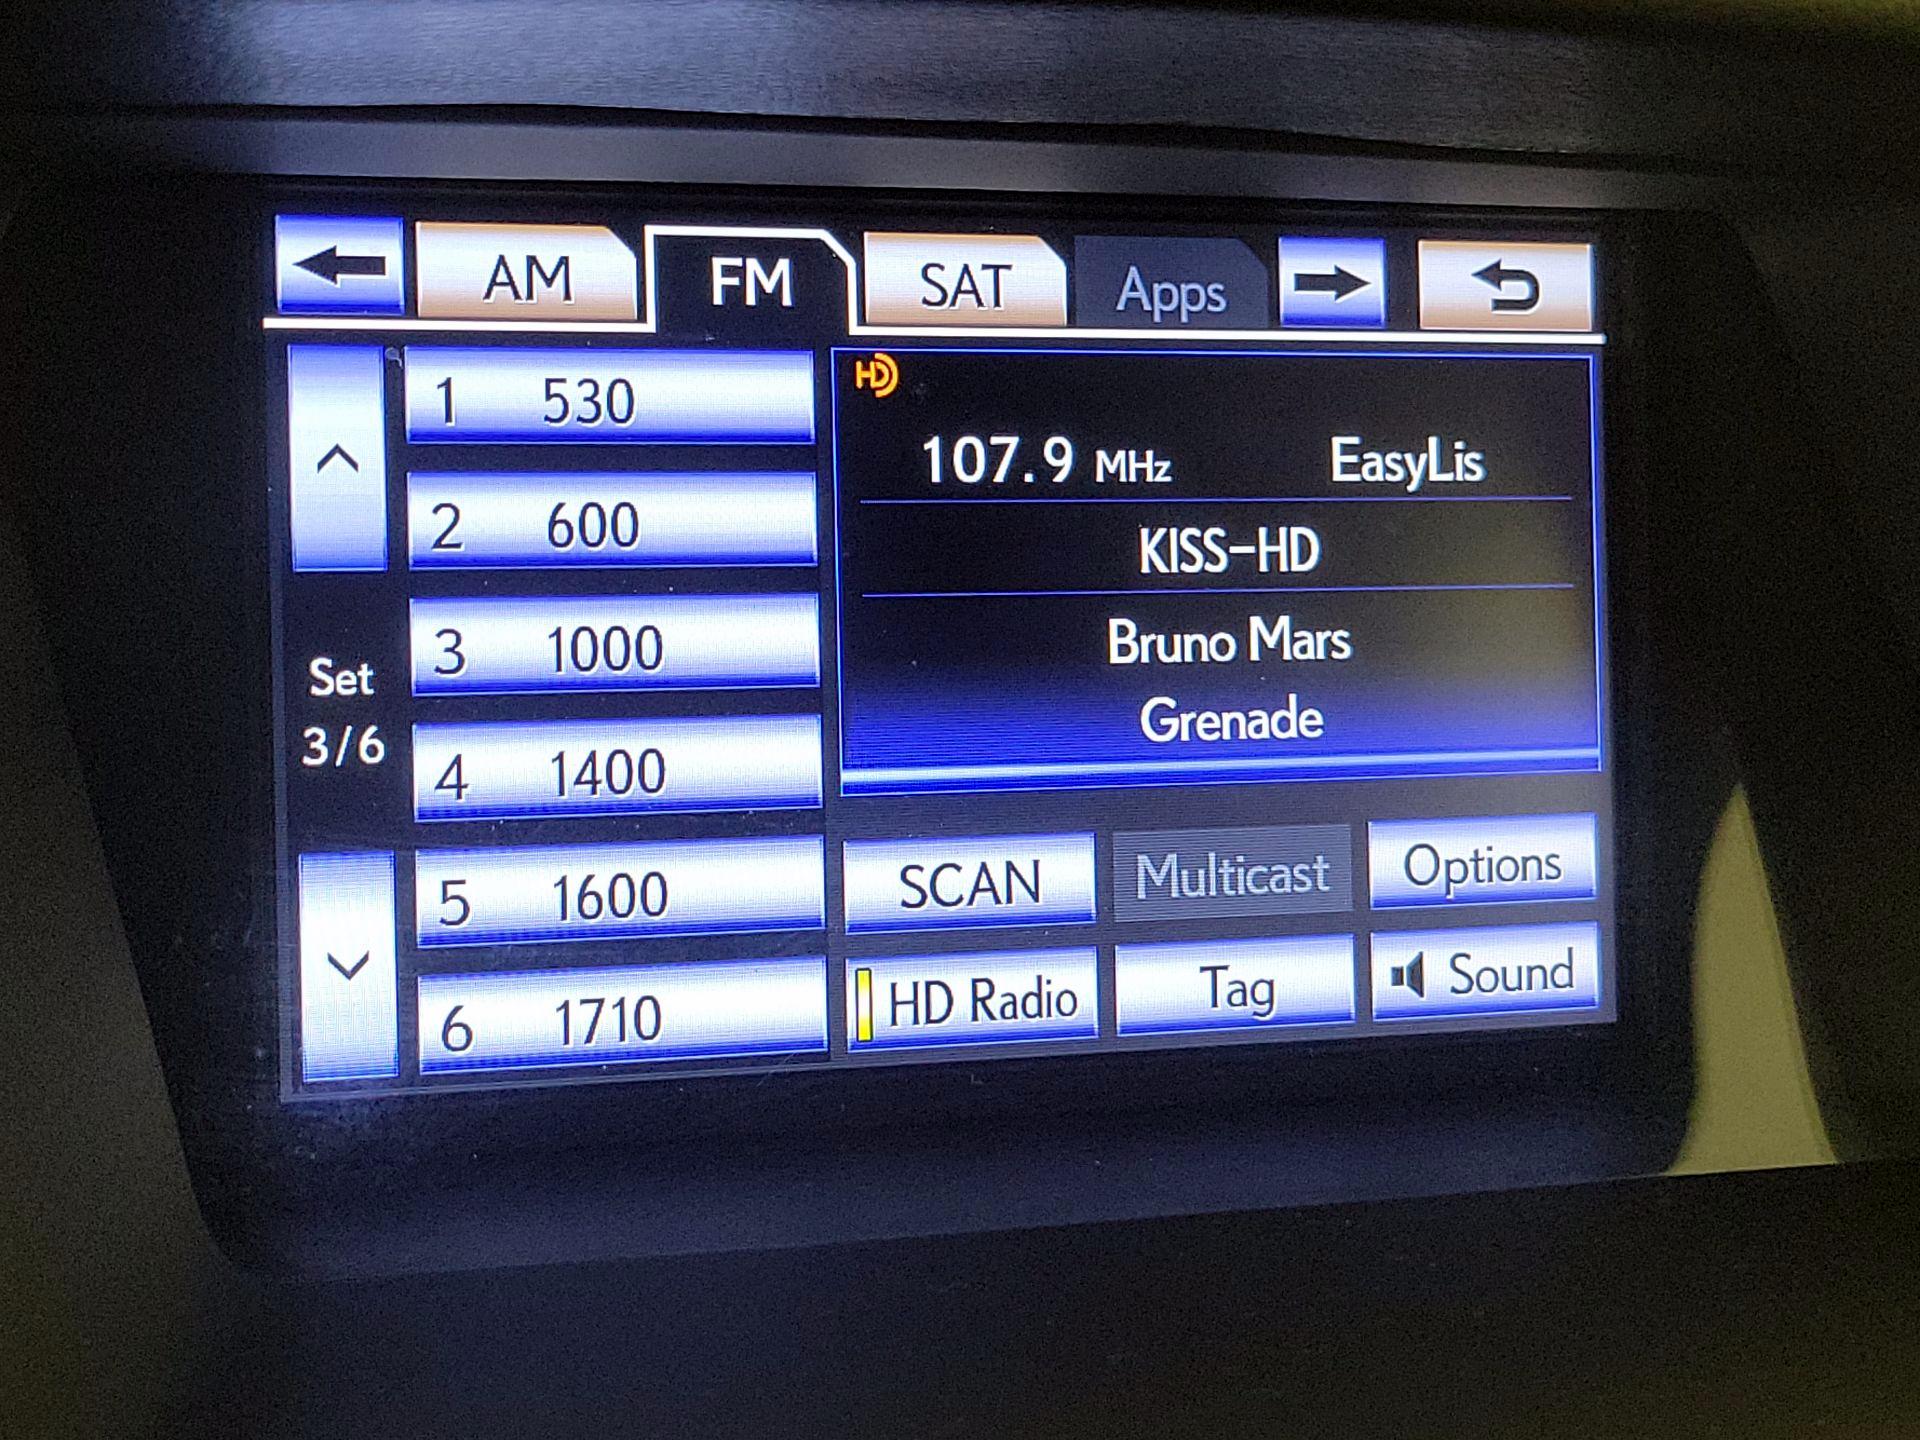 AM FM SAT Apps
1 530
2 600
3 1000
4 1400
5 1600
6 1710
Set
3/6
HD
107.9 MHz EasyLis
KISS-HD
Bruno Mars
Grenade
SCAN Multicast Options
HD Radio Tag Sound